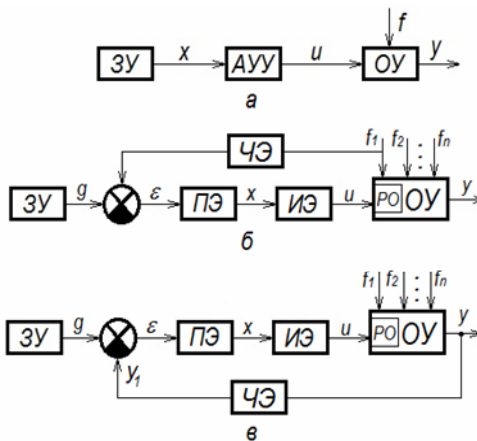 f
ЗУ x АУУ u ОУ y
а
ЧЭ f1 f2 fn
ЗУ g ε ПЭ x ИЭ u РО ОУ y
б
f1 f2 fn
ЗУ g ε ПЭ x ИЭ u РО ОУ y
y1 ЧЭ
в